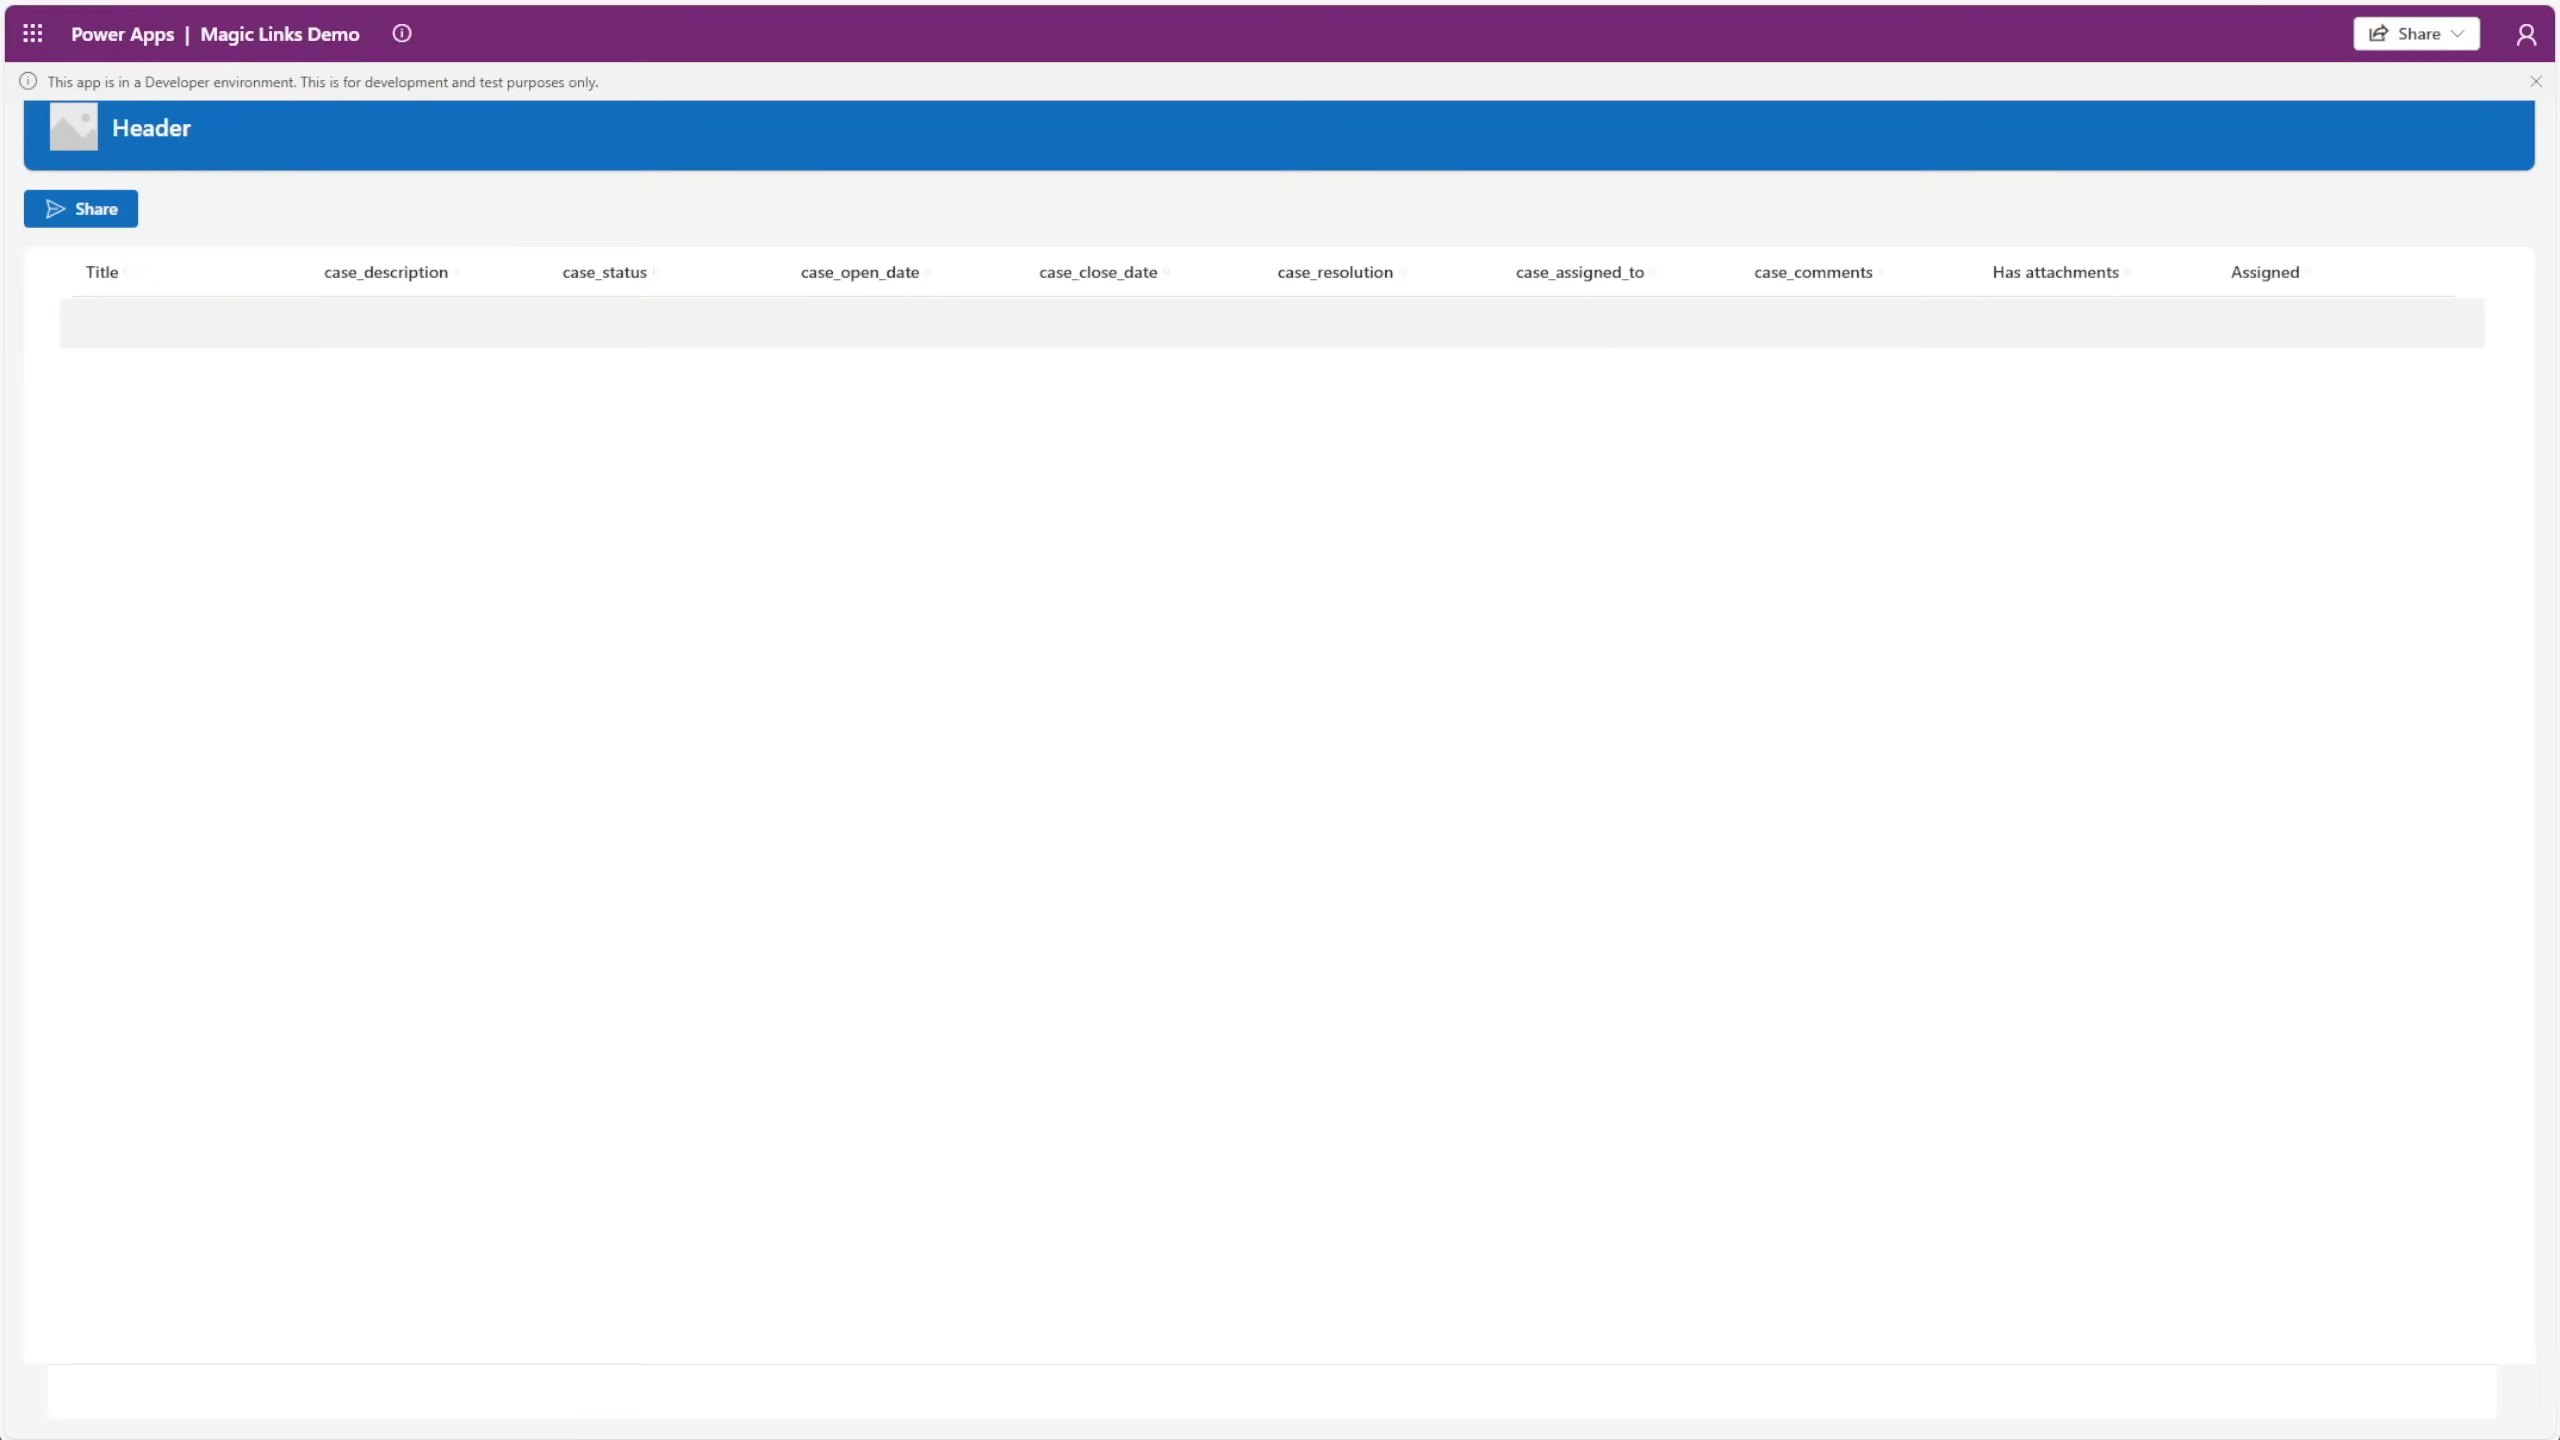 Power Apps | Magic Links Demo
Share
This app is in a Developer environment. This is for development and test purposes only.
Header
Share
Title case_description case_status case_open_date case_close_date case_resolution case_assigned_to case_comments Has attachments Assigned